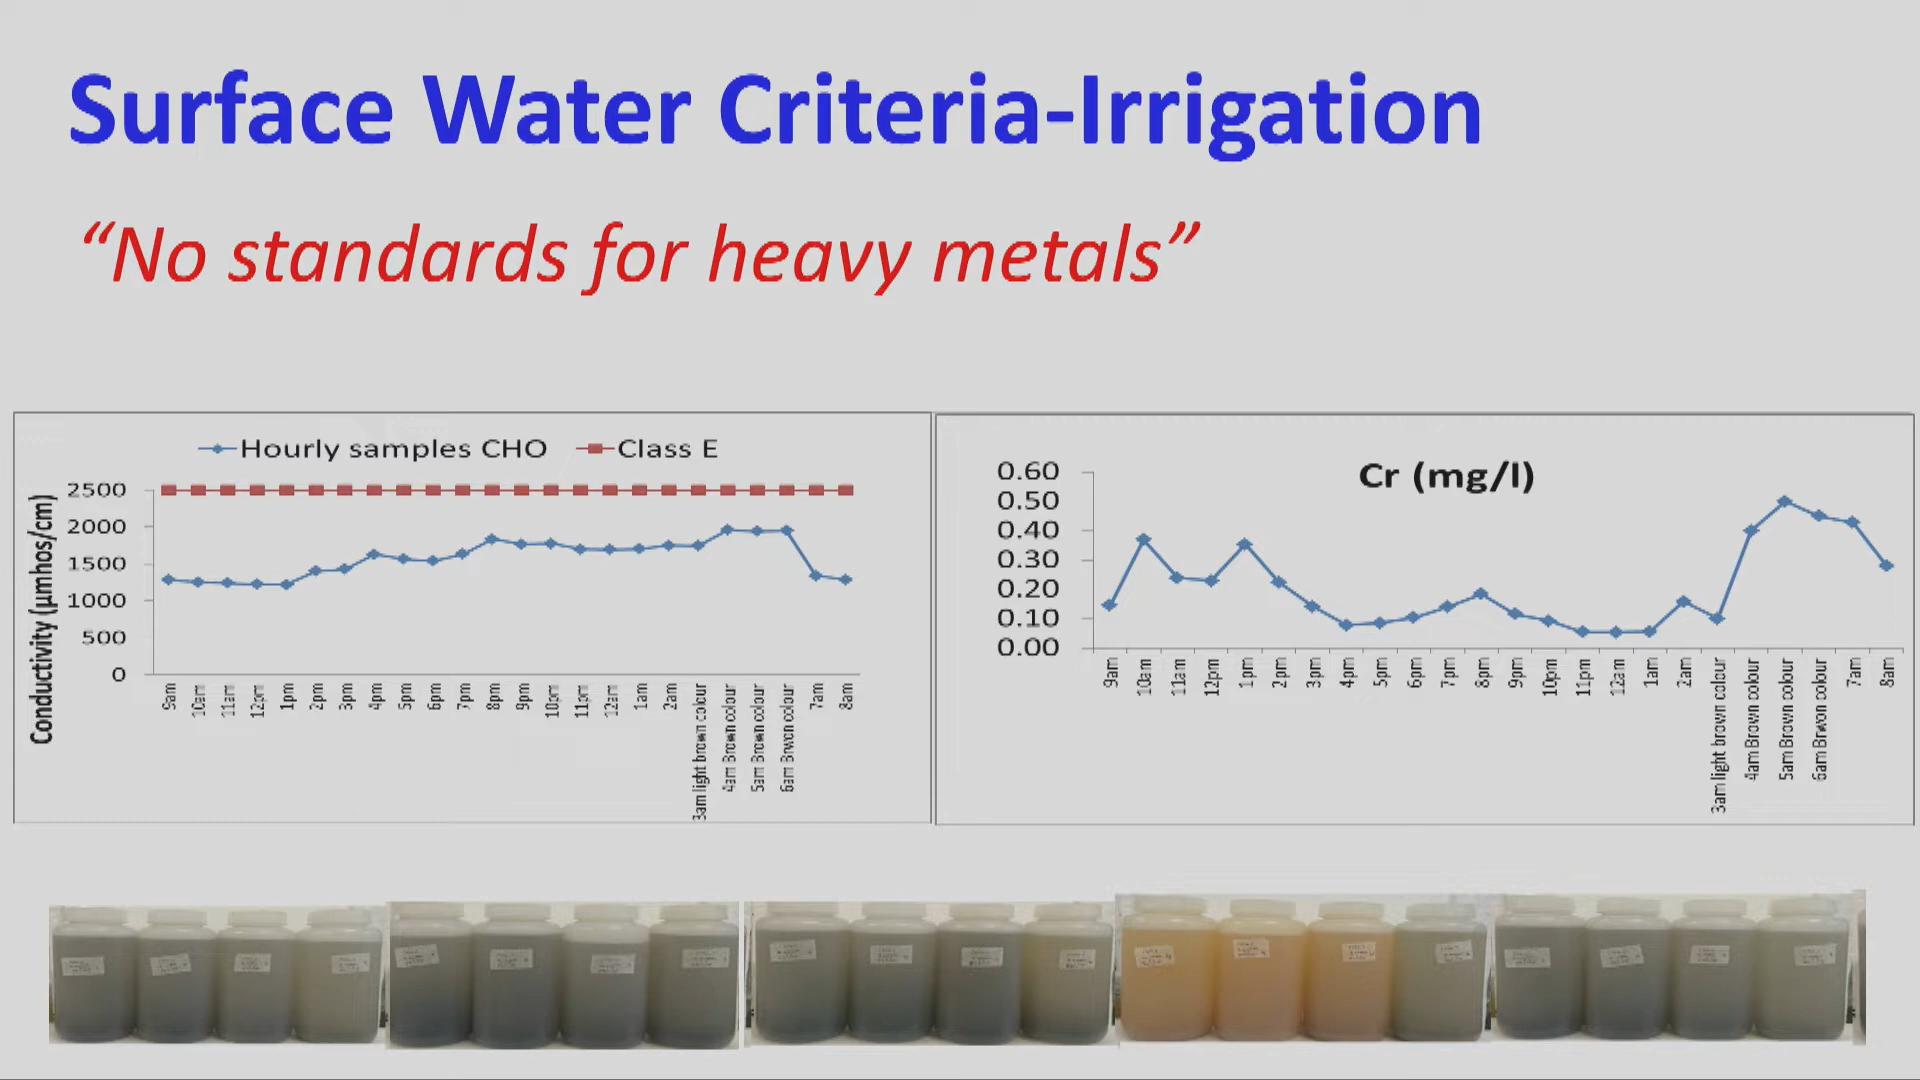 Surface Water Criteria-Irrigation
“No standards for heavy metals”
Hourly samples CHO
Class E
Conductivity (µmhos/cm)
2500
2000
1500
1000
500
0
9am
10am
11am
12pm
1pm
2pm
3pm
4pm
5pm
6pm
7pm
8pm
9pm
10pm
11pm
12am
1am
2am
3am light brown colour
4am Brown colour
5am Brown colour
6am Brwon colour
7am
8am
Cr (mg/l)
0.60
0.50
0.40
0.30
0.20
0.10
0.00
9am
10am
11am
12pm
1pm
2pm
3pm
4pm
5pm
6pm
7pm
8pm
9pm
10pm
11pm
12am
1am
2am
3am light brown colour
4am Brown colour
5am Brown colour
6am Brwon colour
7am
8am